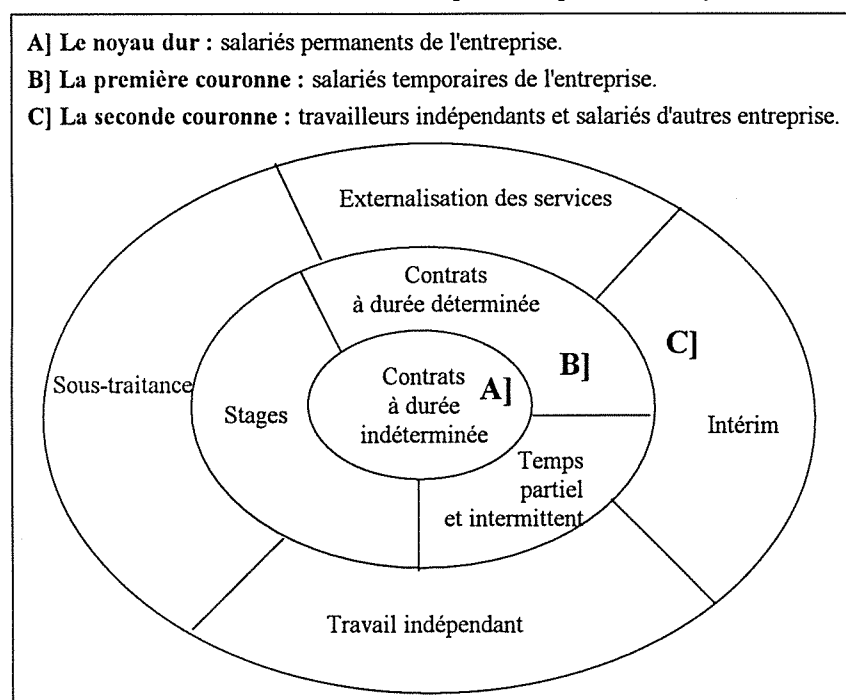 A] Le noyau dur : salariés permanents de l'entreprise.
B] La première couronne : salariés temporaires de l'entreprise.
C] La seconde couronne : travailleurs indépendants et salariés d'autres entreprise.
Externalisation des services
Contrats
à durée déterminée
B]
C]
Sous-traitance
Stages
Contrats
à durée
indéterminée
A]
Intérim
Temps
partiel
et intermittent
Travail indépendant